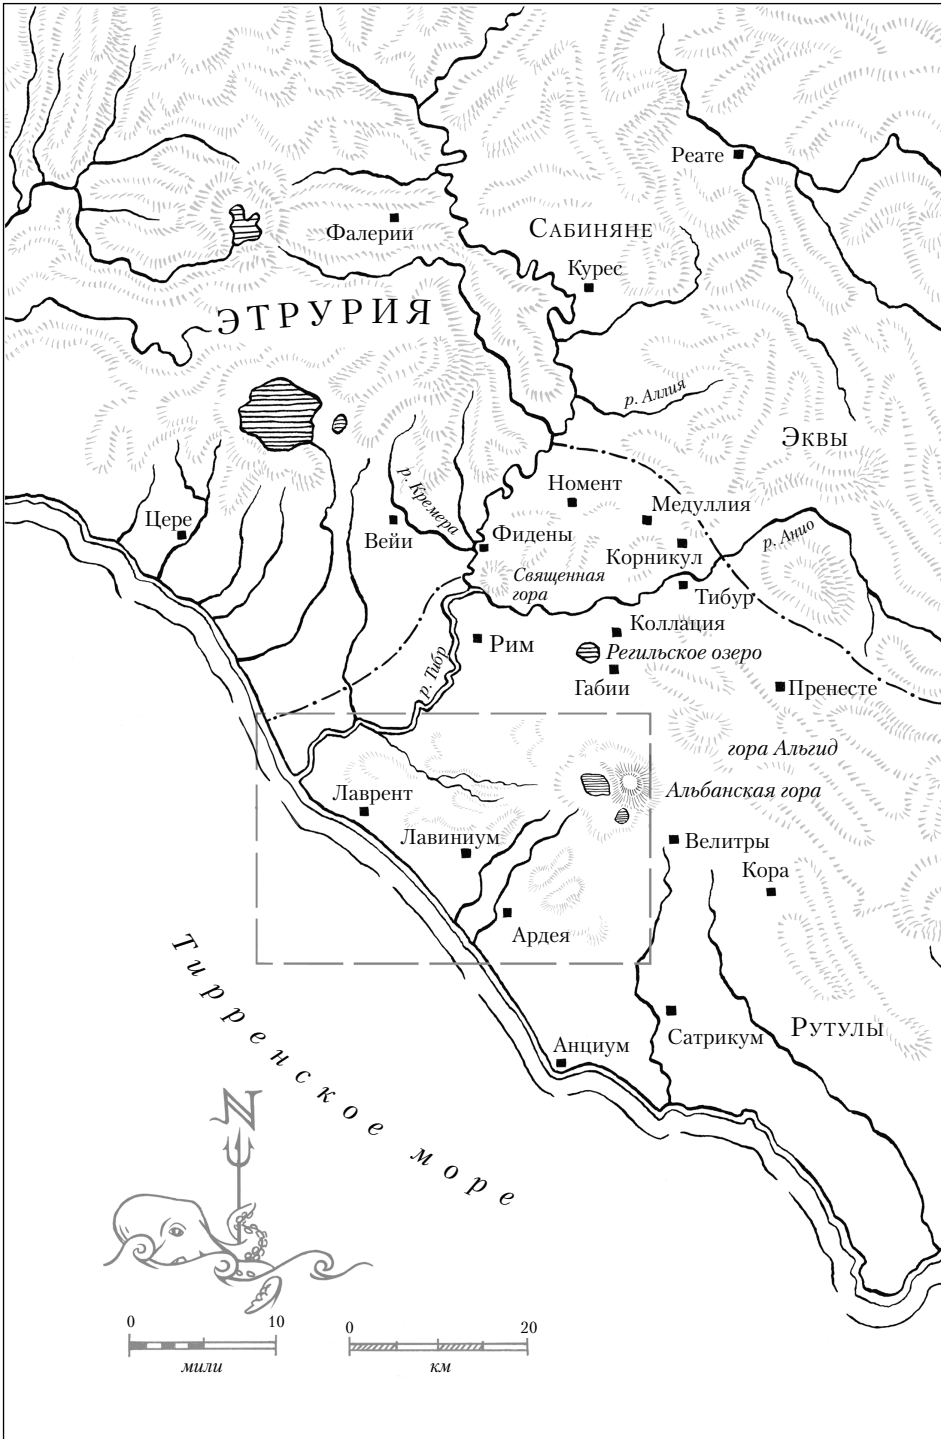 Реате
Сабиняне
Фалерии
Курес
ЭТРУРИЯ
р. Аллия
Эквы
р. Кремера
Номент
Медуллия
Цере
Вейи
Фидены
Корникул
р. Анио
Священная
гора
Тибур
Коллация
Рим
Регильское озеро
р. Тибр
Габии
Пренесте
гора Альгид
Альбанская гора
Лаврент
Лавиниум
Велитры
Кора
Ардея
Тирренское море
Рутулы
Сатрикум
Анциум
N
0 10
мили
0 20
км